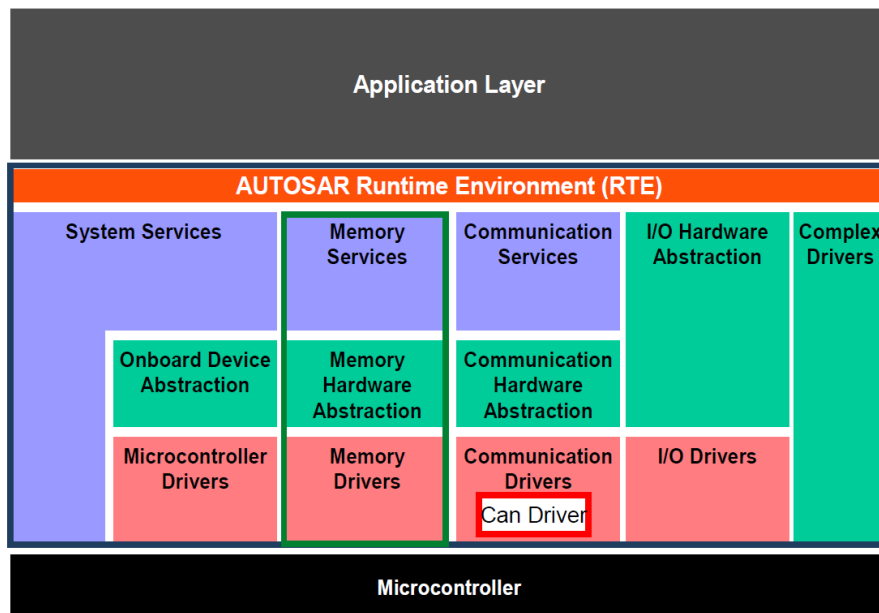 Application Layer
AUTOSAR Runtime Environment (RTE)
System Services
Memory
Services
Communication
Services
I/O Hardware
Abstraction
Complex
Drivers
Onboard Device
Abstraction
Memory
Hardware
Abstraction
Communication
Hardware
Abstraction
Microcontroller
Drivers
Memory
Drivers
Communication
Drivers
Can Driver
I/O Drivers
Microcontroller